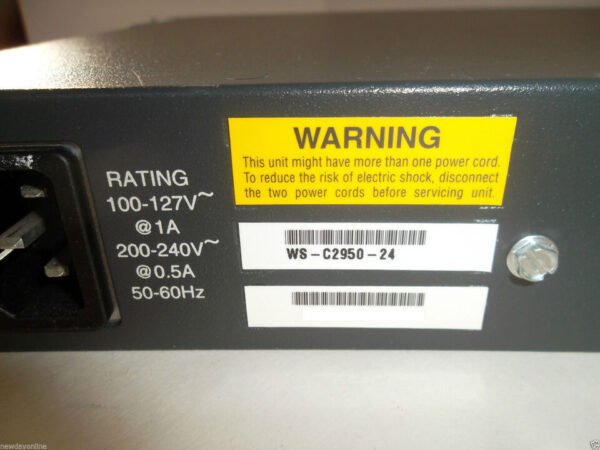 WARNING
This unit might have more than one power cord.
To reduce the risk of electric shock, disconnect
the two power cords before servicing unit.
RATING
100-127V~
@1A
200-240V~
@0.5A
50-60Hz
WS-C2950-24
newdayonline